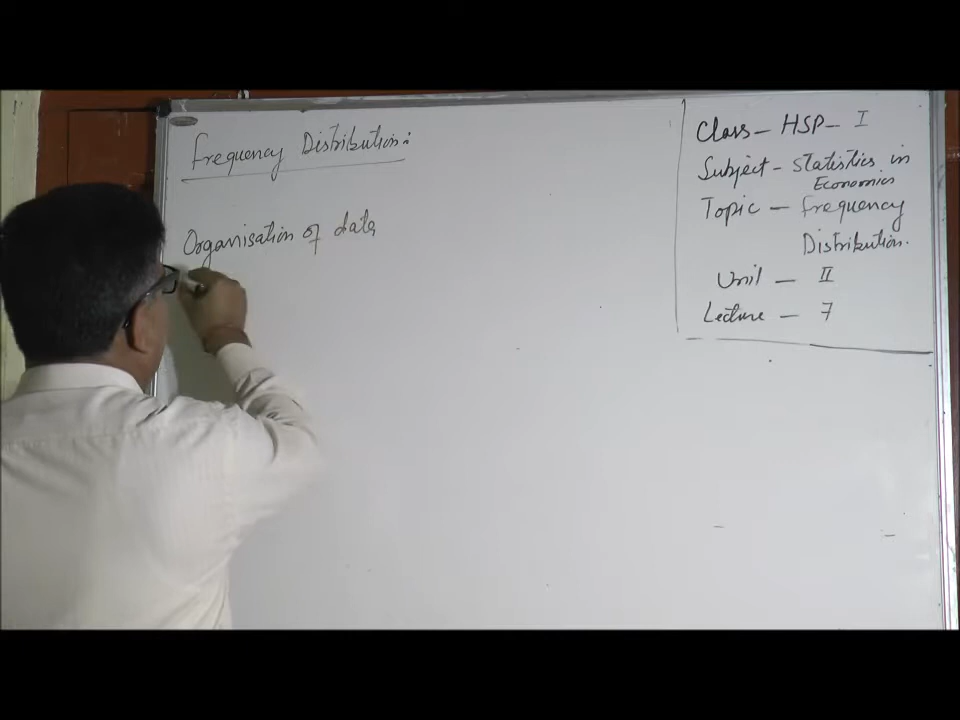 Frequency Distribution:
Organisation of data
Class - HSP - I
Subject - Statistics in
Economics
Topic - Frequency
Distribution.
Unit - II
Lecture - 7